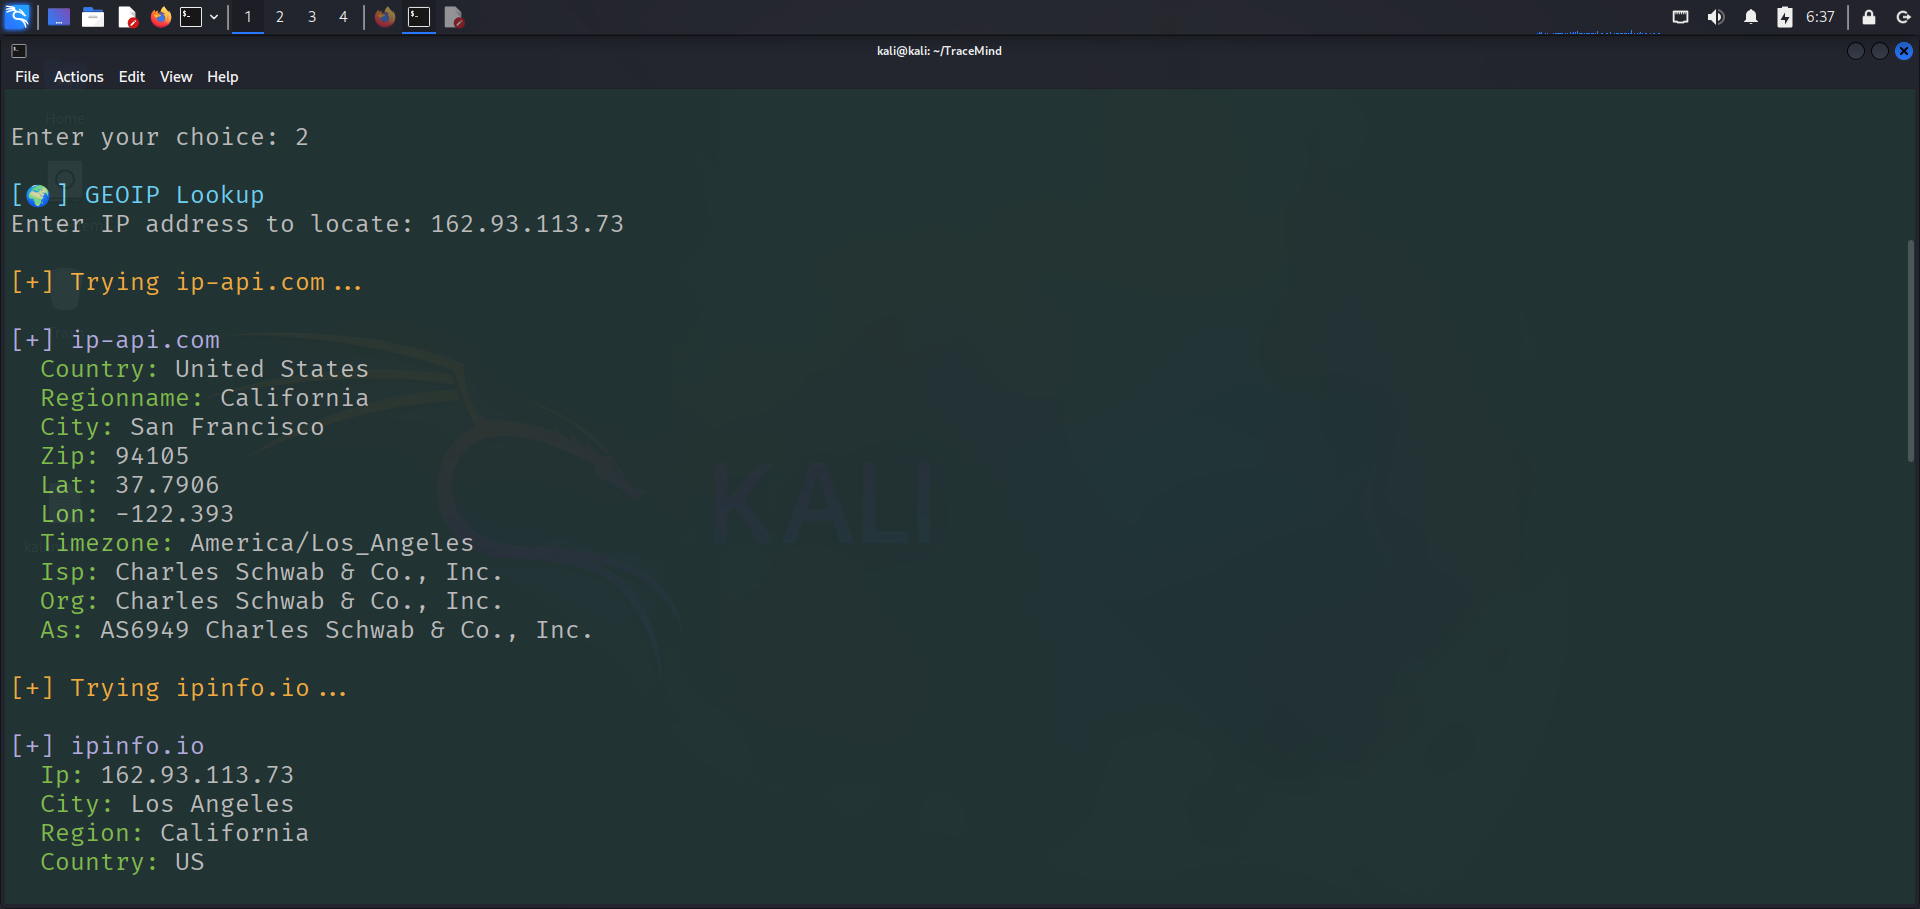 1 2 3 4
6:37
kali@kali: ~/TraceMind
File Actions Edit View Help
Home
Enter your choice: 2
[🌍] GEOIP Lookup
Enter IP address to locate: 162.93.113.73
[+] Trying ip-api.com...
[+] ip-api.com
Country: United States
Regionname: California
City: San Francisco
Zip: 94105
Lat: 37.7906
Lon: -122.393
Timezone: America/Los_Angeles
Isp: Charles Schwab & Co., Inc.
Org: Charles Schwab & Co., Inc.
As: AS6949 Charles Schwab & Co., Inc.
KALI
[+] Trying ipinfo.io...
[+] ipinfo.io
Ip: 162.93.113.73
City: Los Angeles
Region: California
Country: US